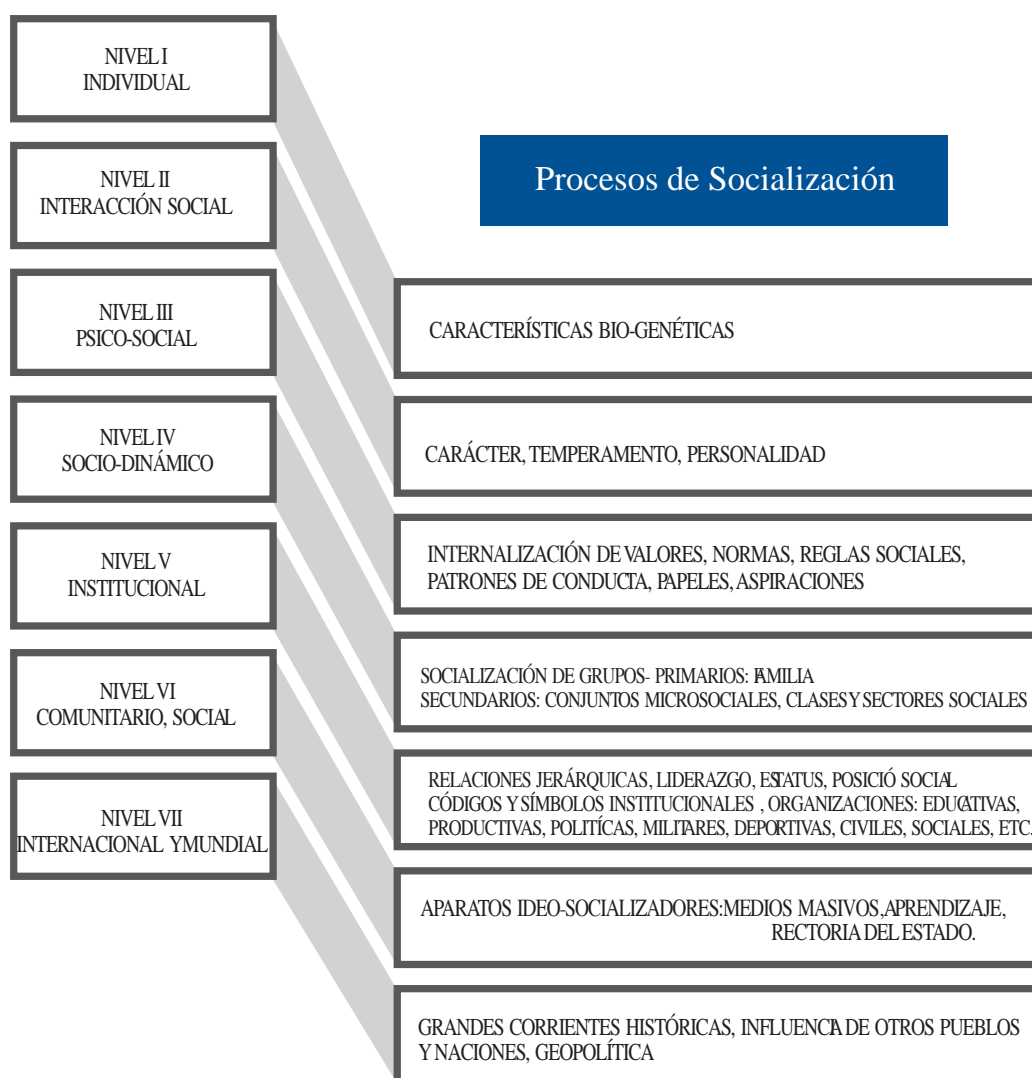 NIVEL I
INDIVIDUAL
NIVEL II
INTERACCIÓN SOCIAL
NIVEL III
PSICO-SOCIAL
NIVEL IV
SOCIO-DINÁMICO
NIVEL V
INSTITUCIONAL
NIVEL VI
COMUNITARIO, SOCIAL
NIVEL VII
INTERNACIONAL YMUNDIAL
Procesos de Socialización
CARACTERÍSTICAS BIO-GENÉTICAS
CARÁCTER, TEMPERAMENTO, PERSONALIDAD
INTERNALIZACIÓN DE VALORES, NORMAS, REGLAS SOCIALES,
PATRONES DE CONDUCTA, PAPELES, ASPIRACIONES
SOCIALIZACIÓN DE GRUPOS- PRIMARIOS: FAMILIA
SECUNDARIOS: CONJUNTOS MICROSOCIALES, CLASES Y SECTORES SOCIALES
RELACIONES JERÁRQUICAS, LIDERAZGO, ESTATUS, POSICIÓ SOCIAL
CÓDIGOS Y SÍMBOLOS INSTITUCIONALES , ORGANIZACIONES: EDUCATIVAS,
PRODUCTIVAS, POLITÍCAS, MILITARES, DEPORTIVAS, CIVILES, SOCIALES, ETC.
APARATOS IDEO-SOCIALIZADORES:MEDIOS MASIVOS,APRENDIZAJE,
RECTORIA DEL ESTADO.
GRANDES CORRIENTES HISTÓRICAS, INFLUENCIA DE OTROS PUEBLOS
Y NACIONES, GEOPOLÍTICA